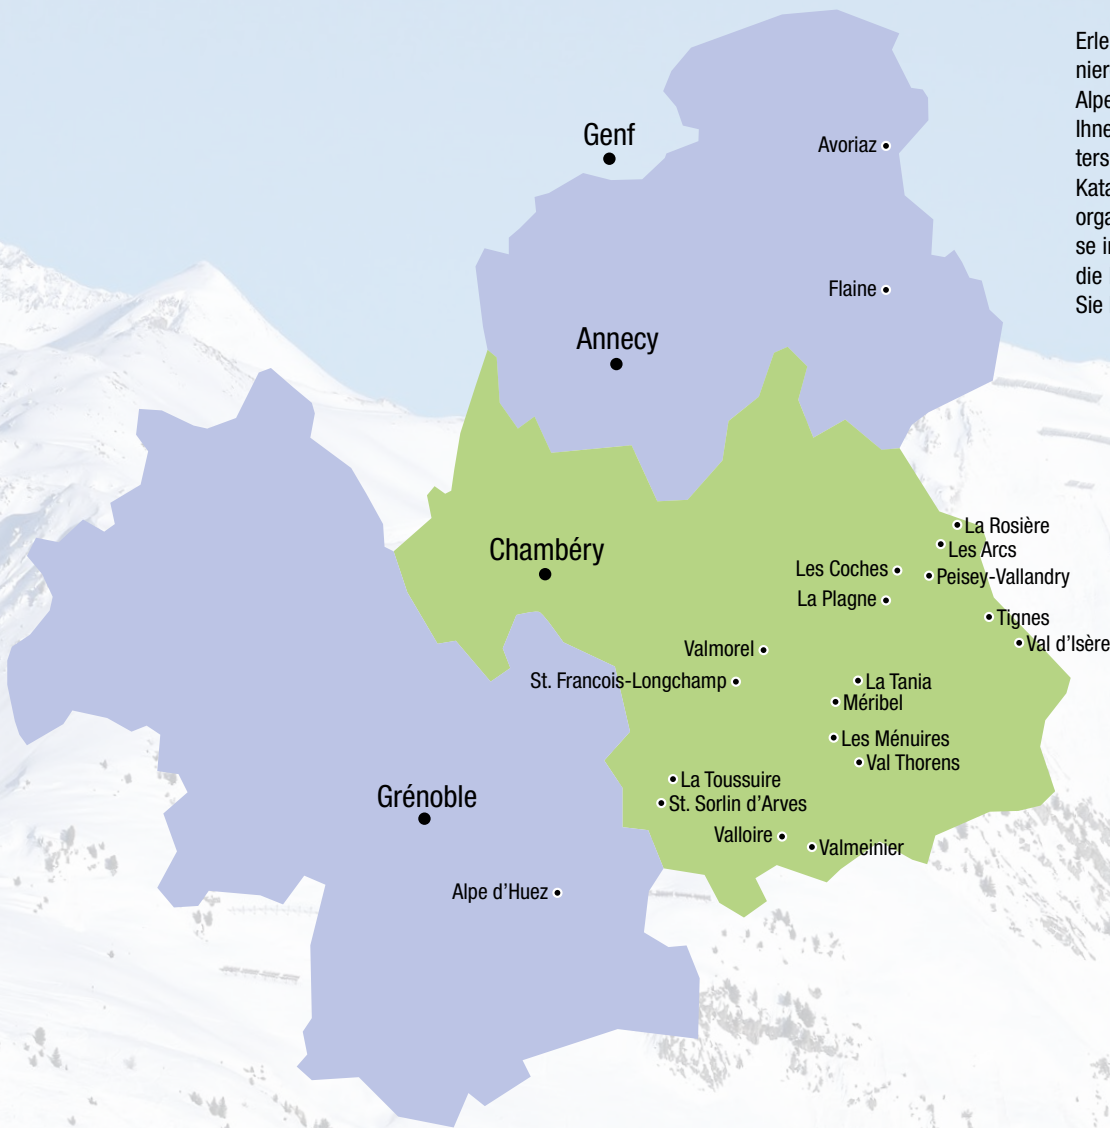 Genf
Avoriaz
Flaine
Annecy
Chambéry
La Rosière
Les Arcs
Les Coches
Peisey-Vallandry
La Plagne
Tignes
Val d'Isère
Valmorel
St. Francois-Longchamp
La Tania
Méribel
Les Ménuires
Val Thorens
La Toussuire
St. Sorlin d'Arves
Grénoble
Valloire
Valmeinier
Alpe d'Huez
Erle
nier
Alpe
Ihne
ters
Kata
orga
se i
die
Sie